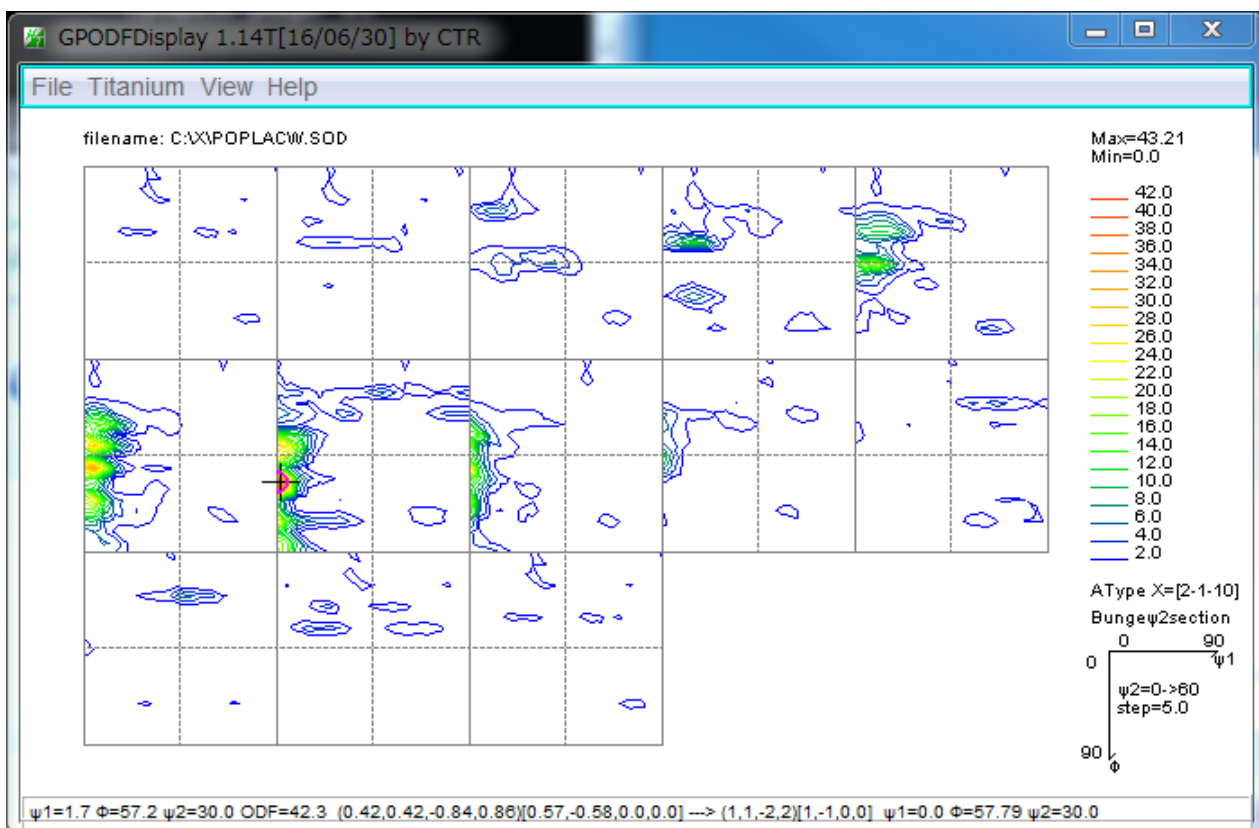 GPODFDisplay 1.14T[16/06/30] by CTR
File Titanium View Help
filename: C:\X\POPLACW.SOD
Max=43.21
Min=0.0
42.0
40.0
38.0
36.0
34.0
32.0
30.0
28.0
26.0
24.0
22.0
20.0
18.0
16.0
14.0
12.0
10.0
8.0
6.0
4.0
2.0
AType X=[2-1-10]
Bungeψ2section
0 90
0 ψ1
ψ2=0->60
step=5.0
90
Φ
ψ1=1.7 Φ=57.2 ψ2=30.0 ODF=42.3 (0.42,0.42,-0.84,0.86)[0.57,-0.58,0.0,0.0] ---> (1,1,-2,2)[1,-1,0,0] ψ1=0.0 Φ=57.79 ψ2=30.0